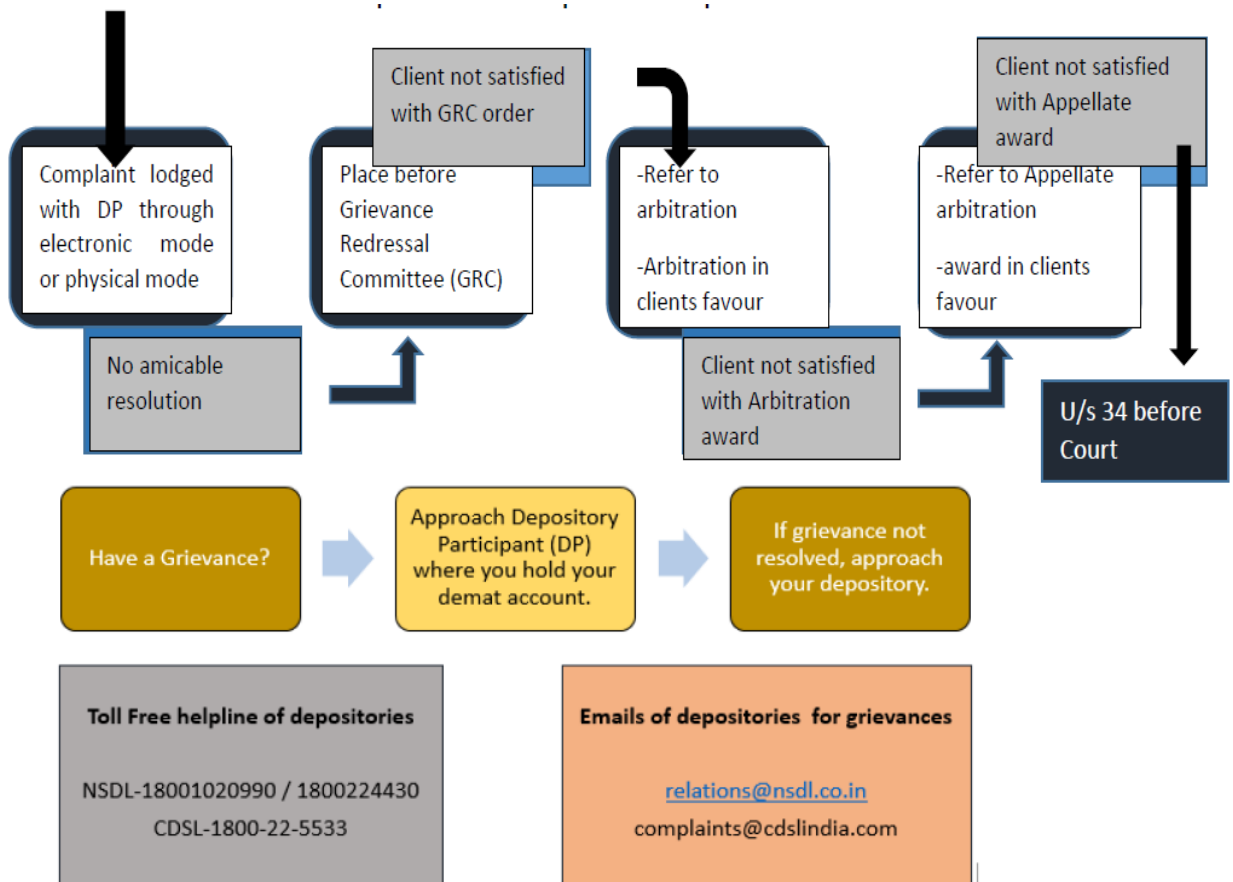 Client not satisfied
with GRC order
Client not satisfied
with Appellate
award
Complaint lodged
with DP through
electronic mode
or physical mode
Place before
Grievance
Redressal
Committee (GRC)
-Refer to
arbitration
-Arbitration in
clients favour
-Refer to Appellate
arbitration
-award in clients
favour
No amicable
resolution
Client not satisfied
with Arbitration
award
U/s 34 before
Court
Have a Grievance?
Approach Depository
Participant (DP)
where you hold your
demat account.
If grievance not
resolved, approach
your depository.
Toll Free helpline of depositories
NSDL-18001020990 / 1800224430
CDSL-1800-22-5533
Emails of depositories for grievances
relations@nsdl.co.in
complaints@cdslindia.com